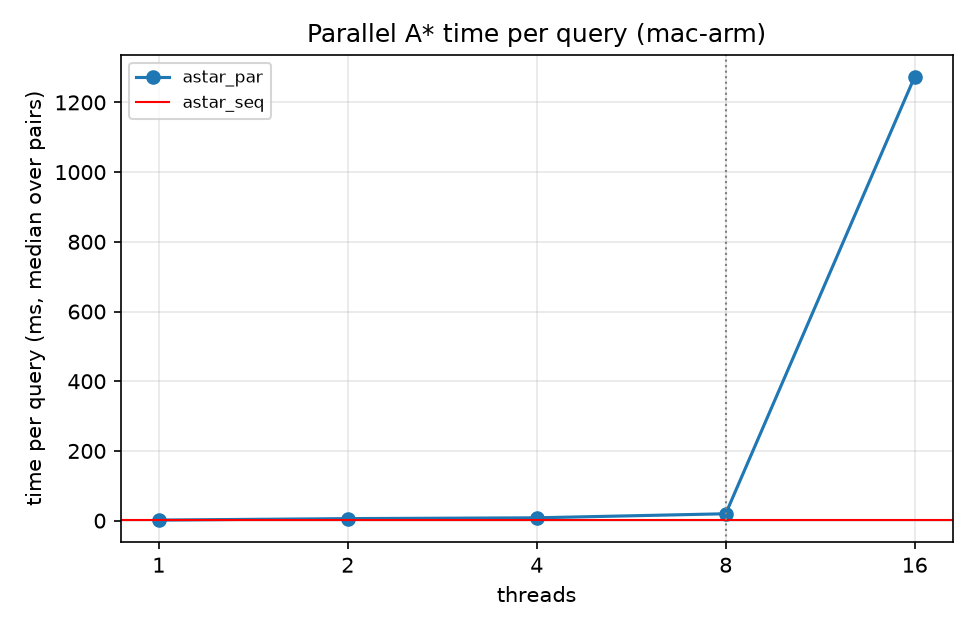 Parallel A* time per query (mac-arm)
astar_par
astar_seq
time per query (ms, median over pairs)
1200
1000
800
600
400
200
0
1 2 4 8 16
threads